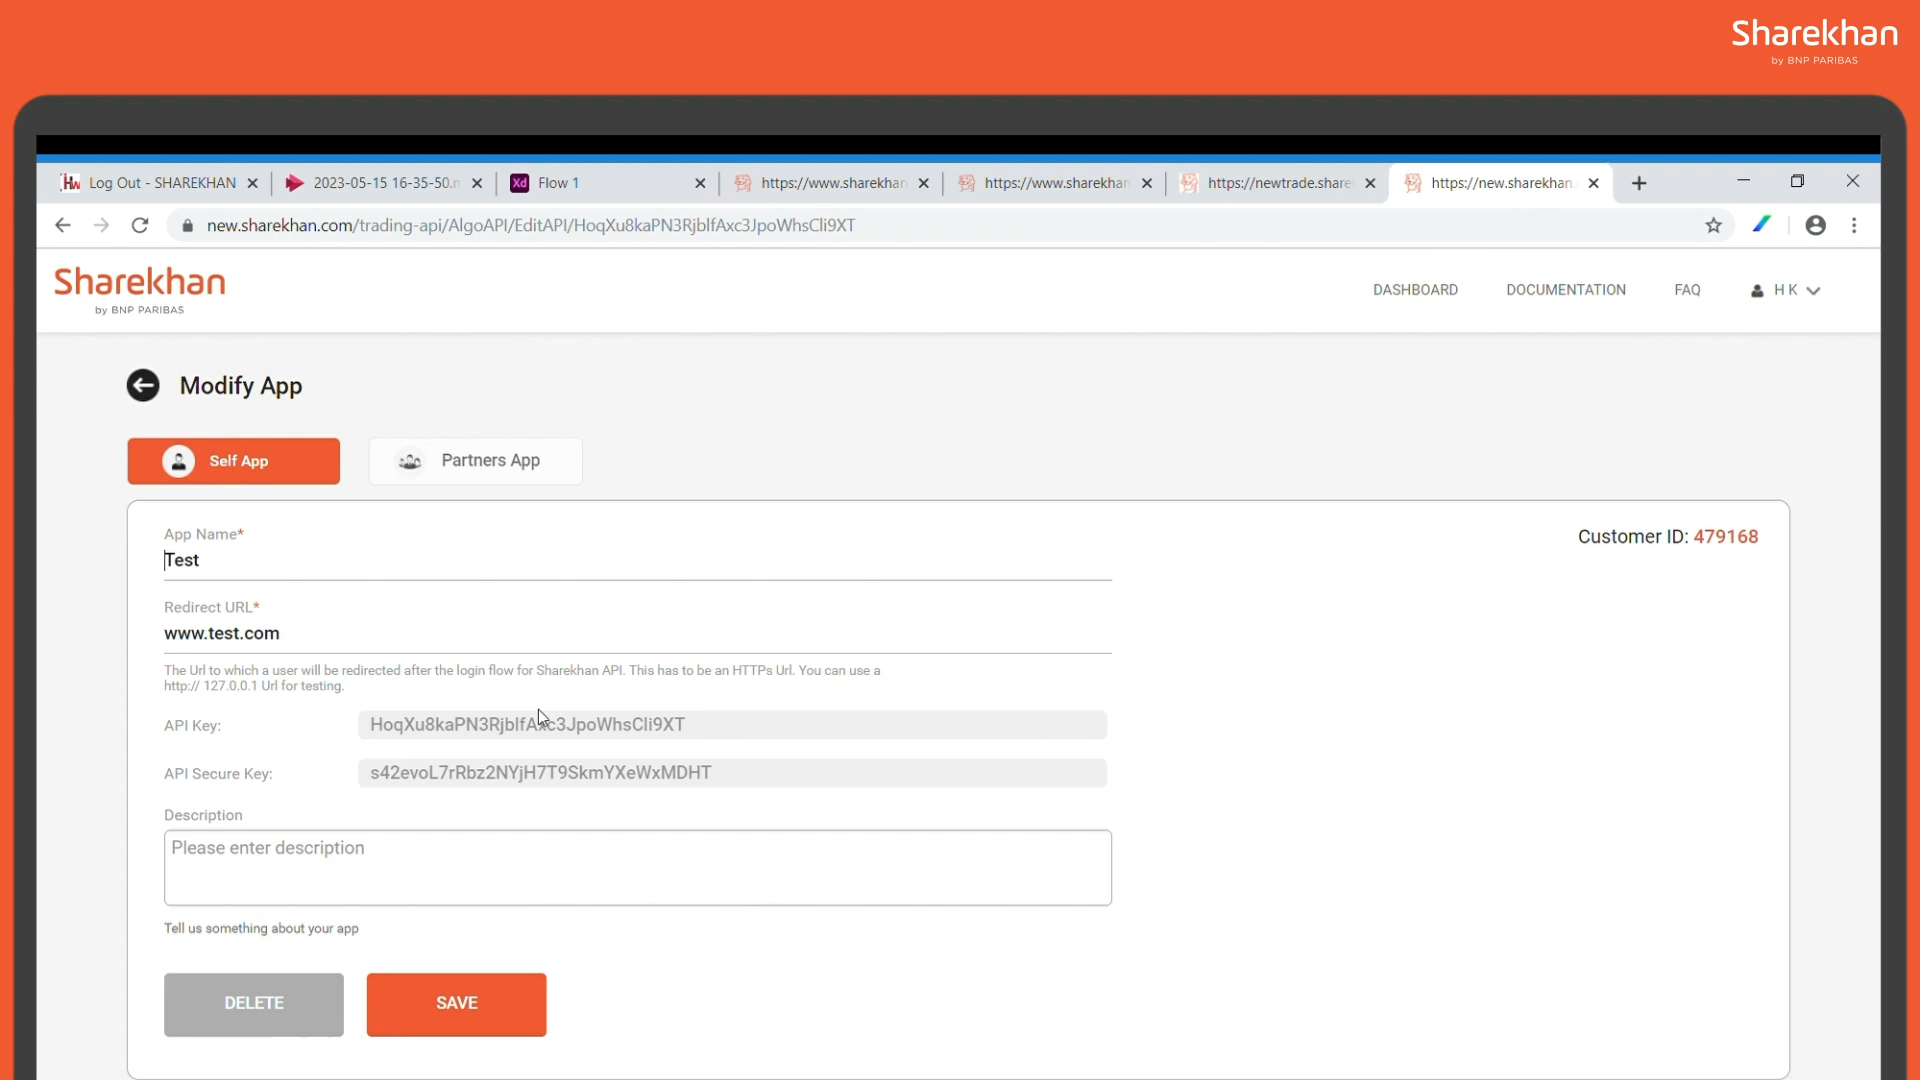 Sharekhan
by BNP PARIBAS
Log Out - SHAREKHAN
2023-05-15 16-35-50.m
Xd Flow 1
https://www.sharekhan
https://www.sharekhan
https://newtrade.share
https://new.sharekhan.
new.sharekhan.com/trading-api/AlgoAPI/EditAPI/HoqXu8kaPN3RjblfAxc3JpoWhsCli9XT
Sharekhan
by BNP PARIBAS
DASHBOARD
DOCUMENTATION
FAQ
H K
Modify App
Self App
Partners App
App Name*
Test
Customer ID: 479168
Redirect URL*
www.test.com
The Url to which a user will be redirected after the login flow for Sharekhan API. This has to be an HTTPs Url. You can use a
http:// 127.0.0.1 Url for testing.
API Key:
HoqXu8kaPN3RjblfAxc3JpoWhsCli9XT
API Secure Key:
s42evoL7rRbz2NYjH7T9SkmYXeWxMDHT
Description
Please enter description
Tell us something about your app
DELETE
SAVE